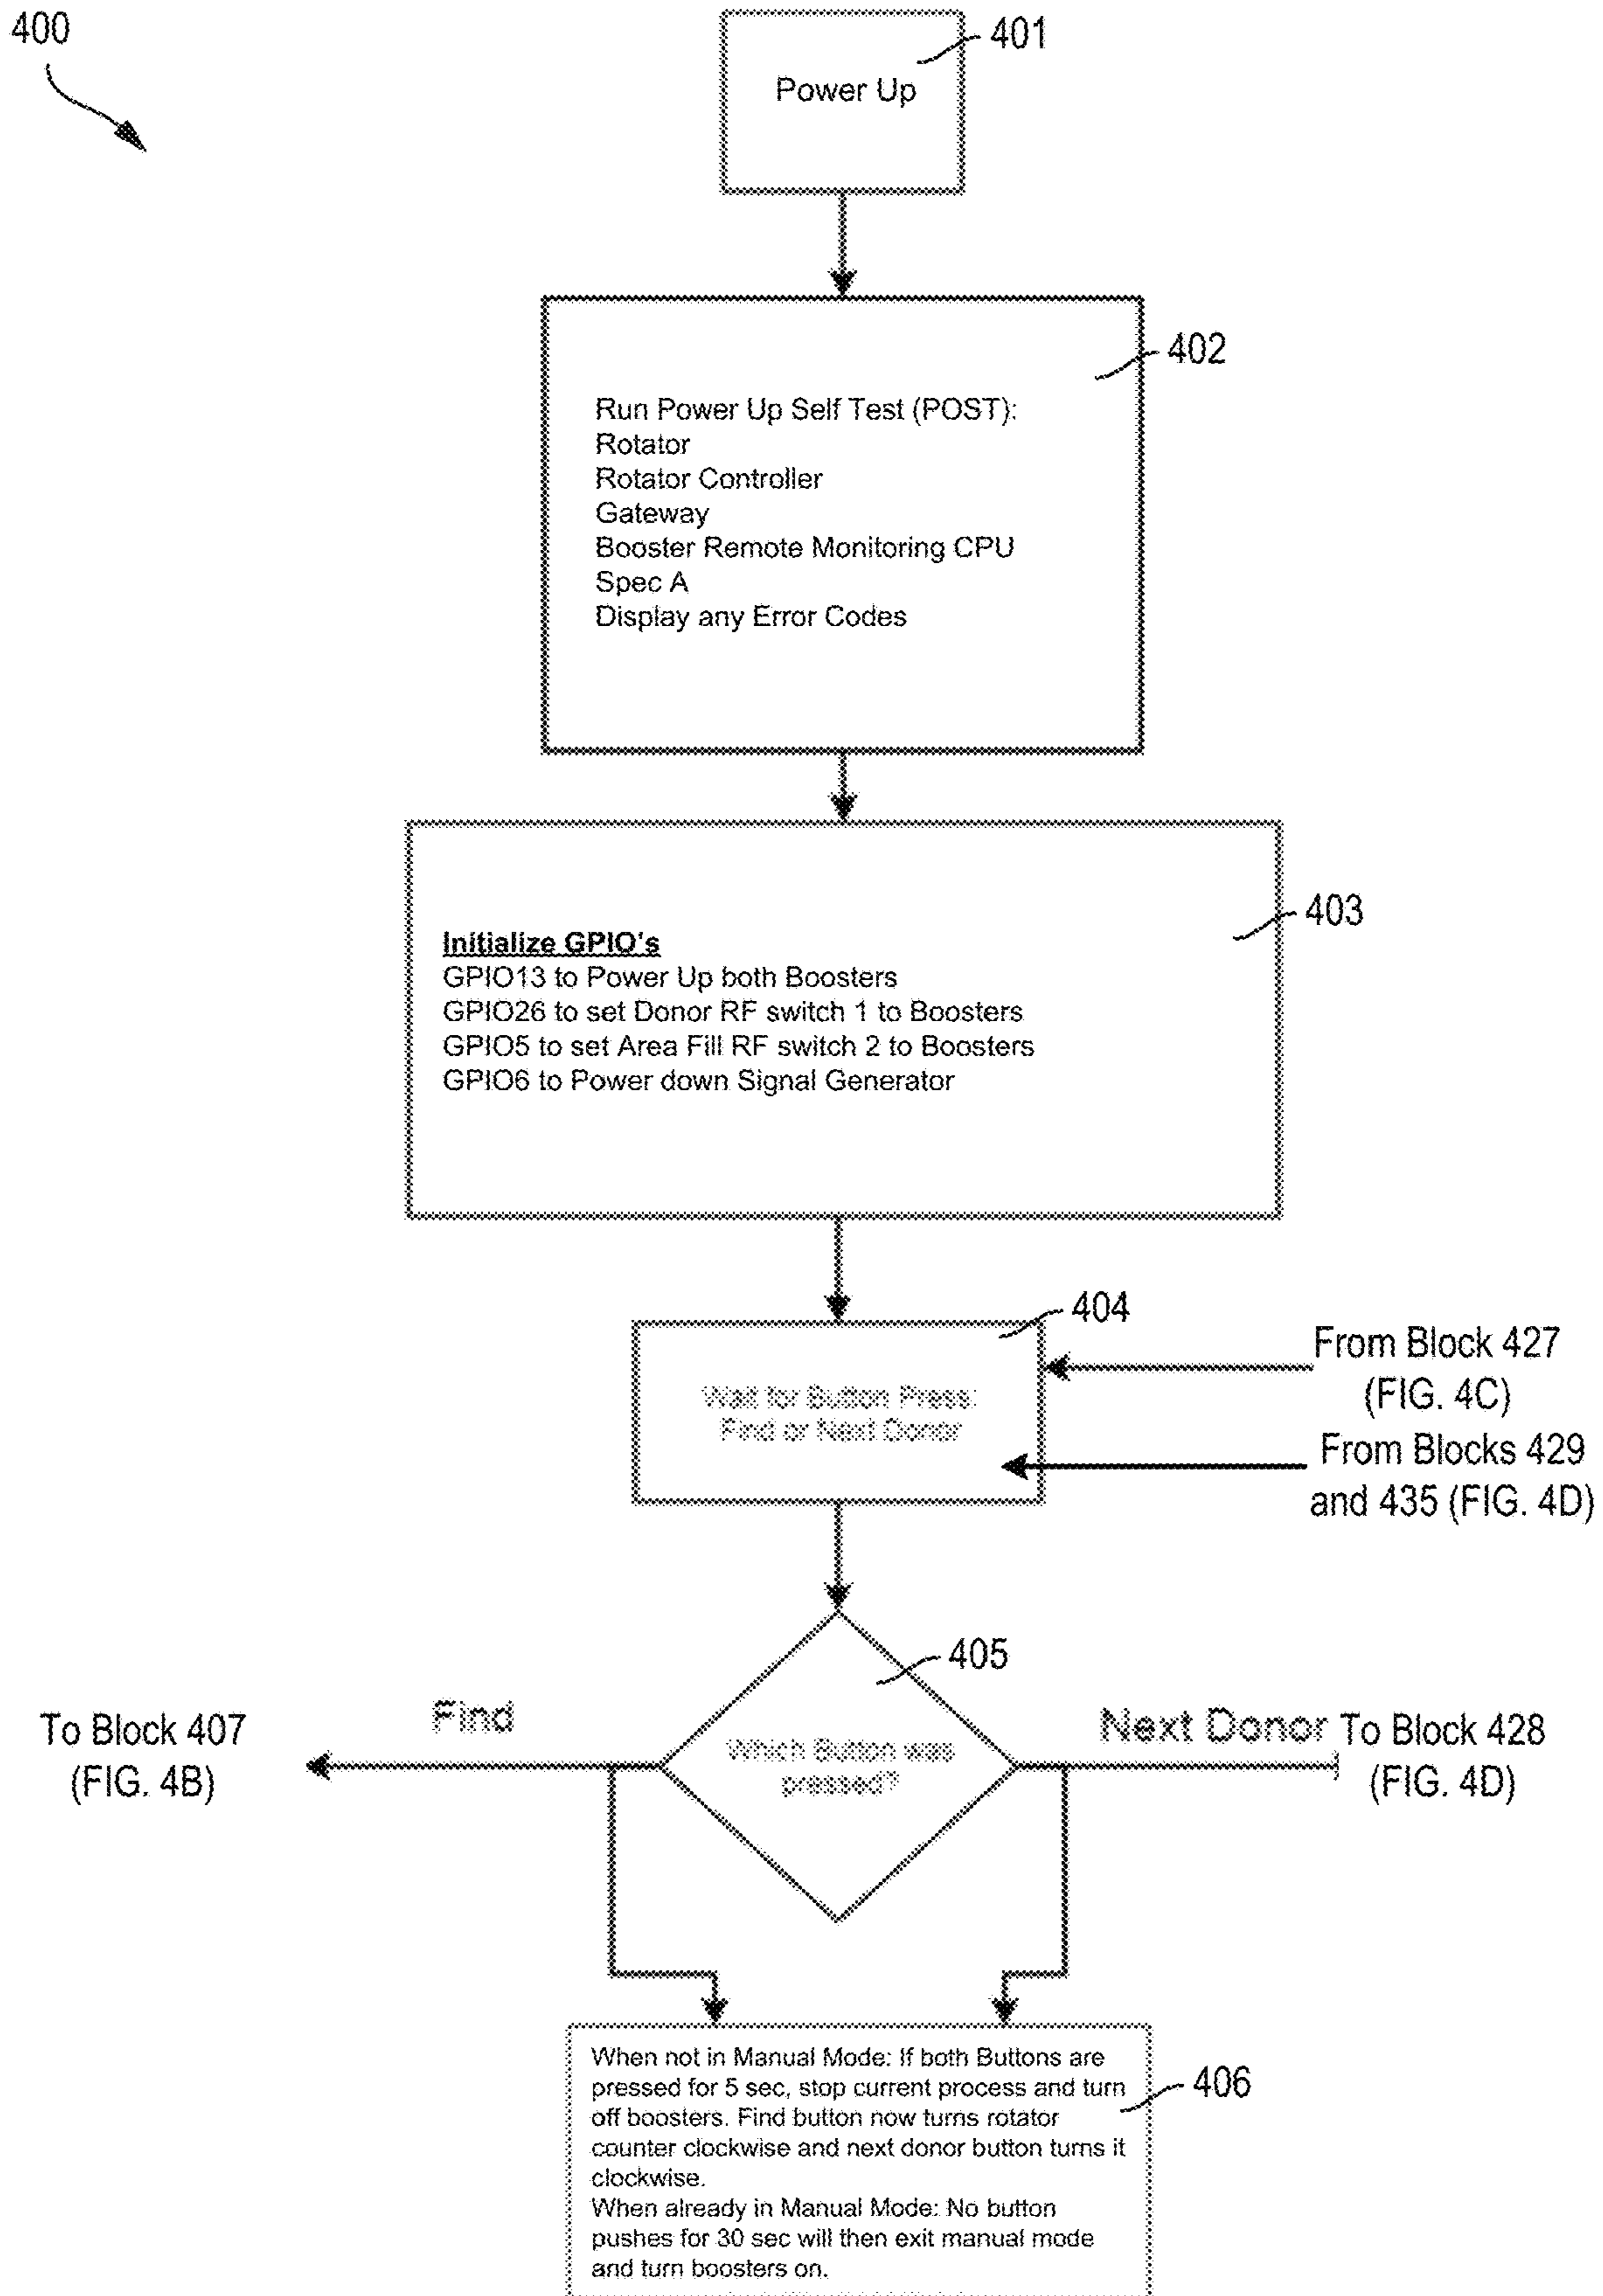 400
401
Power Up
402
Run Power Up Self Test (POST):
Rotator
Rotator Controller
Gateway
Booster Remote Monitoring CPU
Spec A
Display any Error Codes
403
Initialize GPIO's
GPIO13 to Power Up both Boosters
GPIO26 to set Donor RF switch 1 to Boosters
GPIO5 to set Area Fill RF switch 2 to Boosters
GPIO6 to Power down Signal Generator
404
Wait for Button Press:
Find or Next Donor
From Block 427
(FIG. 4C)
From Blocks 429
and 435 (FIG. 4D)
405
Which Button was
pressed?
Find
To Block 407
(FIG. 4B)
Next Donor
To Block 428
(FIG. 4D)
406
When not in Manual Mode: If both Buttons are
pressed for 5 sec, stop current process and turn
off boosters. Find button now turns rotator
counter clockwise and next donor button turns it
clockwise.
When already in Manual Mode: No button
pushes for 30 sec will then exit manual mode
and turn boosters on.